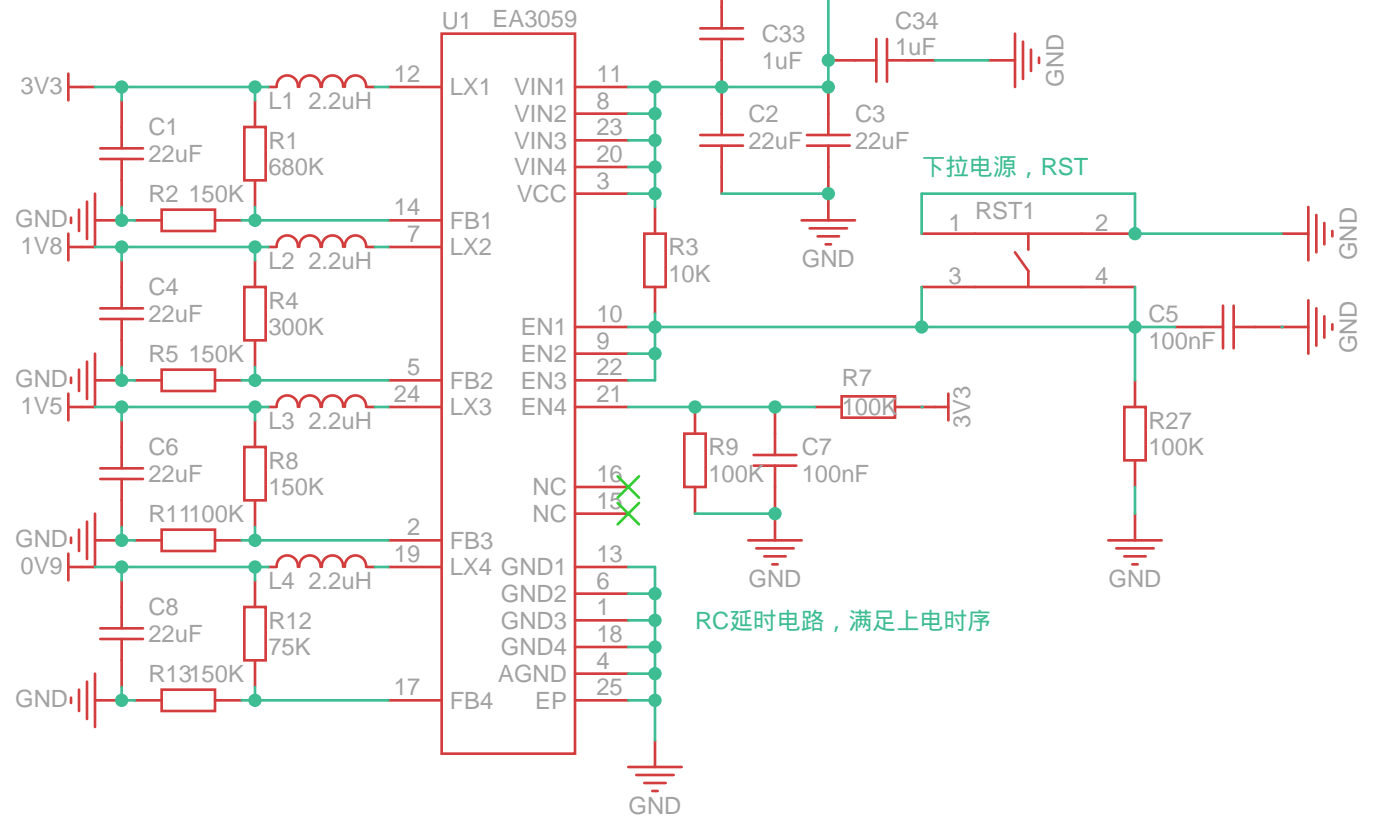 U1 EA3059
C33
1uF
C34
1uF
GND
3V3
L1 2.2uH
12
LX1
VIN1
11
VIN2
8
VIN3
23
VIN4
20
VCC
3
C1
22uF
R1
680K
R2 150K
GND
14
FB1
C2
22uF
C3
22uF
GND
下拉电源，RST
RST1
1
2
3
4
GND
1V8
L2 2.2uH
7
LX2
R3
10K
C4
22uF
R4
300K
R5 150K
GND
5
FB2
EN1
10
EN2
9
EN3
22
EN4
21
C5
100nF
GND
1V5
L3 2.2uH
24
LX3
R7
100K
3V3
C6
22uF
R8
150K
R9
100K
C7
100nF
R27
100K
NC
16
NC
15
R11100K
GND
2
FB3
GND
GND
0V9
L4 2.2uH
19
LX4
GND1
13
GND2
6
GND3
1
GND4
18
AGND
4
EP
25
RC延时电路，满足上电时序
C8
22uF
R12
75K
R13150K
GND
17
FB4
GND